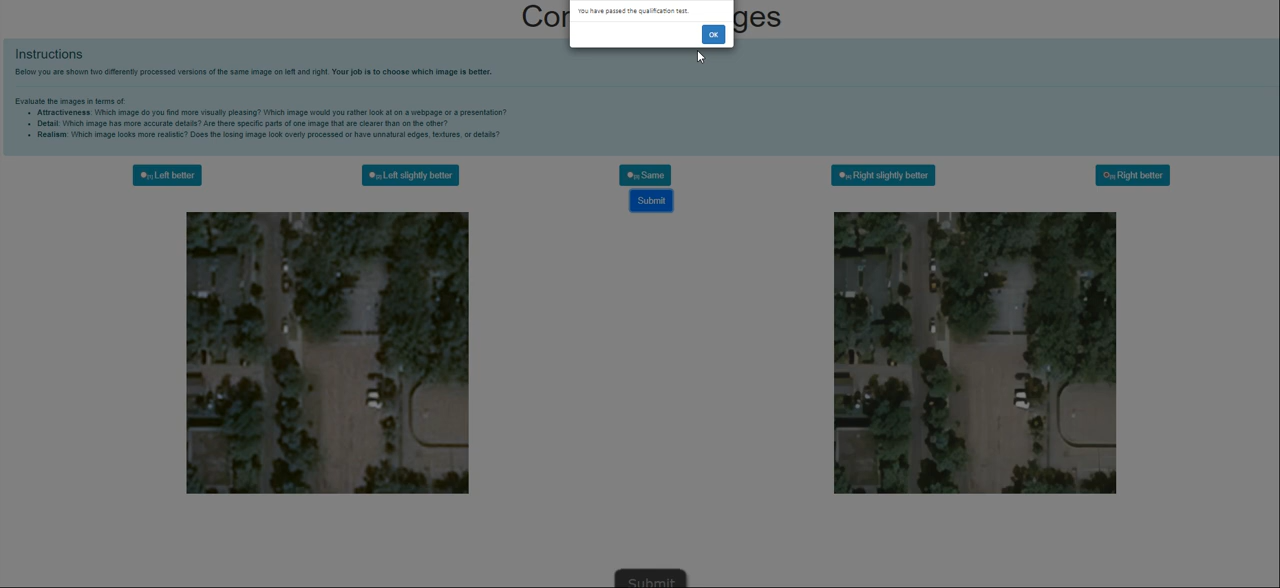 You have passed the qualification test.
OK
Instructions
Below you are shown two differently processed versions of the same image on left and right. Your job is to choose which image is better.
Evaluate the images in terms of:
• Attractiveness: Which image do you find more visually pleasing? Which image would you rather look at on a webpage or a presentation?
• Detail: Which image has more accurate details? Are there specific parts of one image that are clearer than on the other?
• Realism: Which image looks more realistic? Does the losing image look overly processed or have unnatural edges, textures, or details?
Left better
Left slightly better
Same
Right slightly better
Right better
Submit
Submit